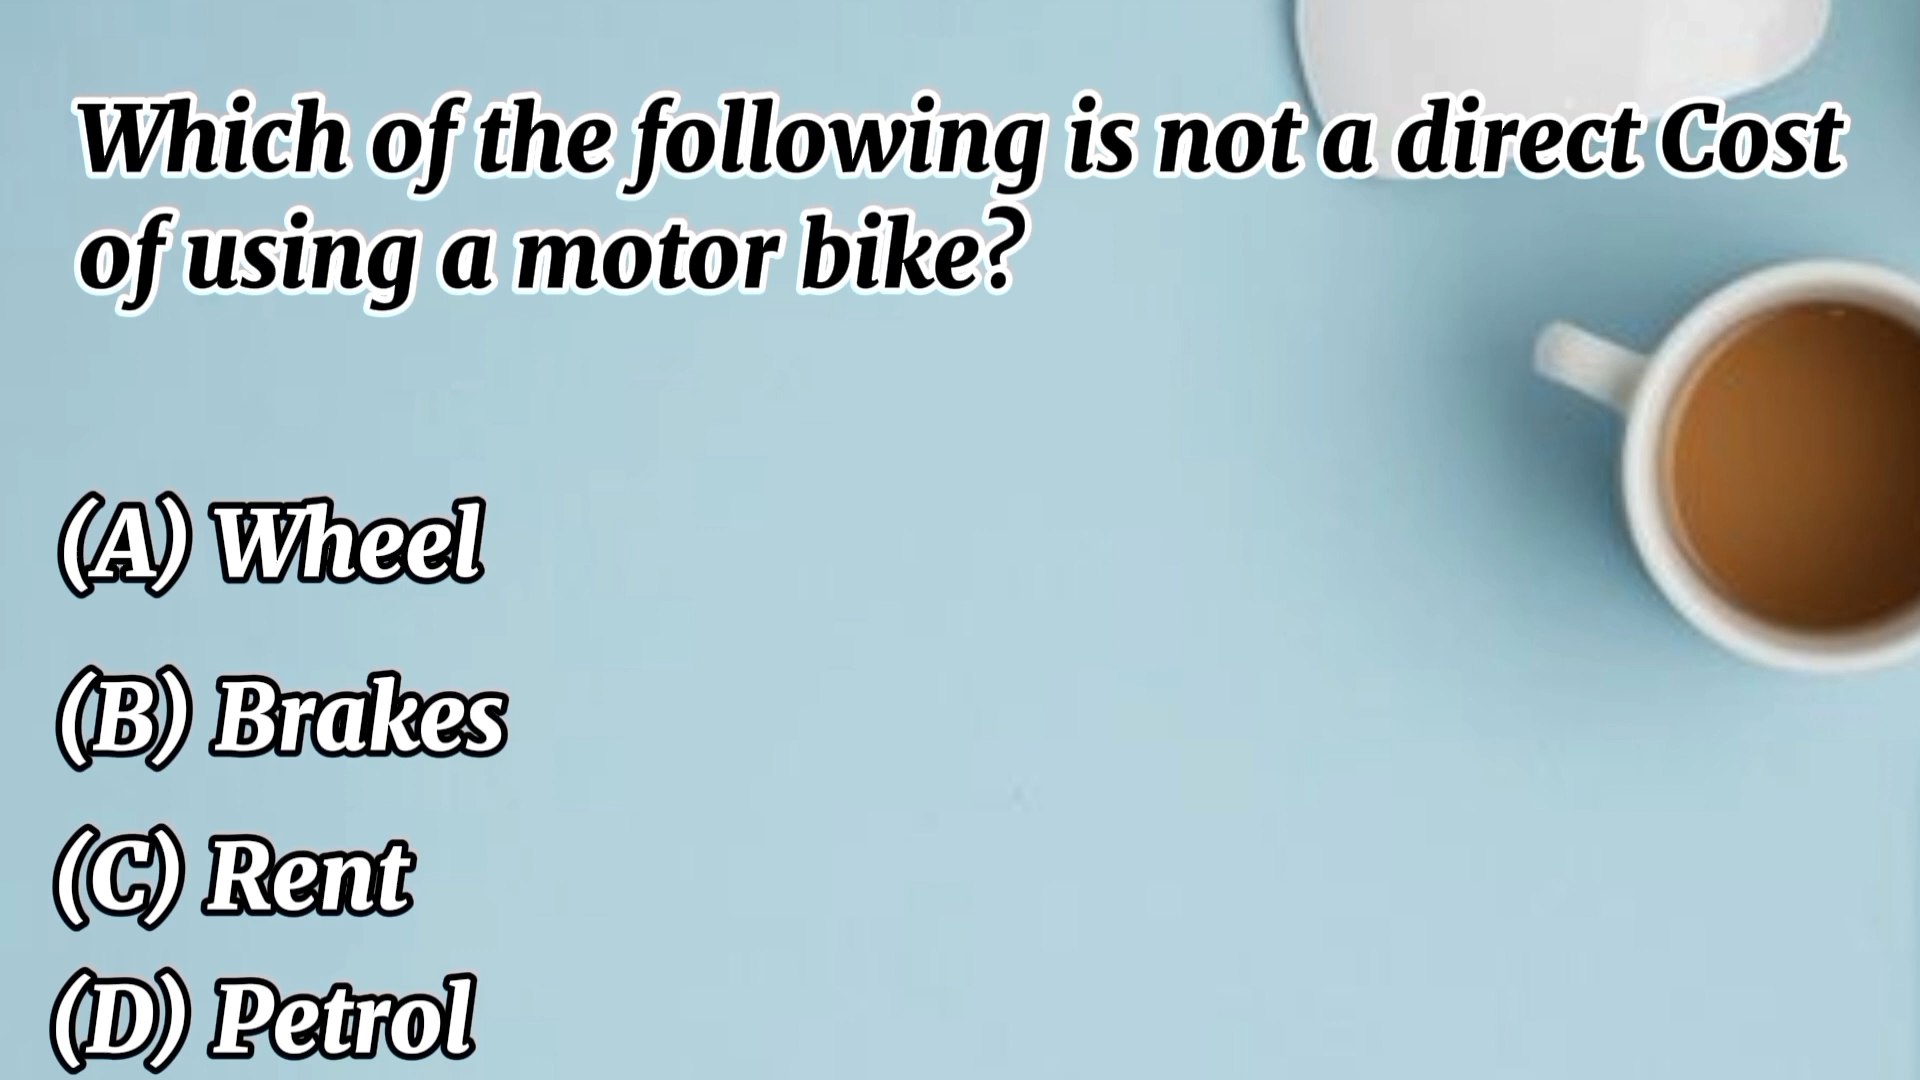 Which of the following is not a direct Cost
of using a motor bike?
(A) Wheel
(B) Brakes
(C) Rent
(D) Petrol